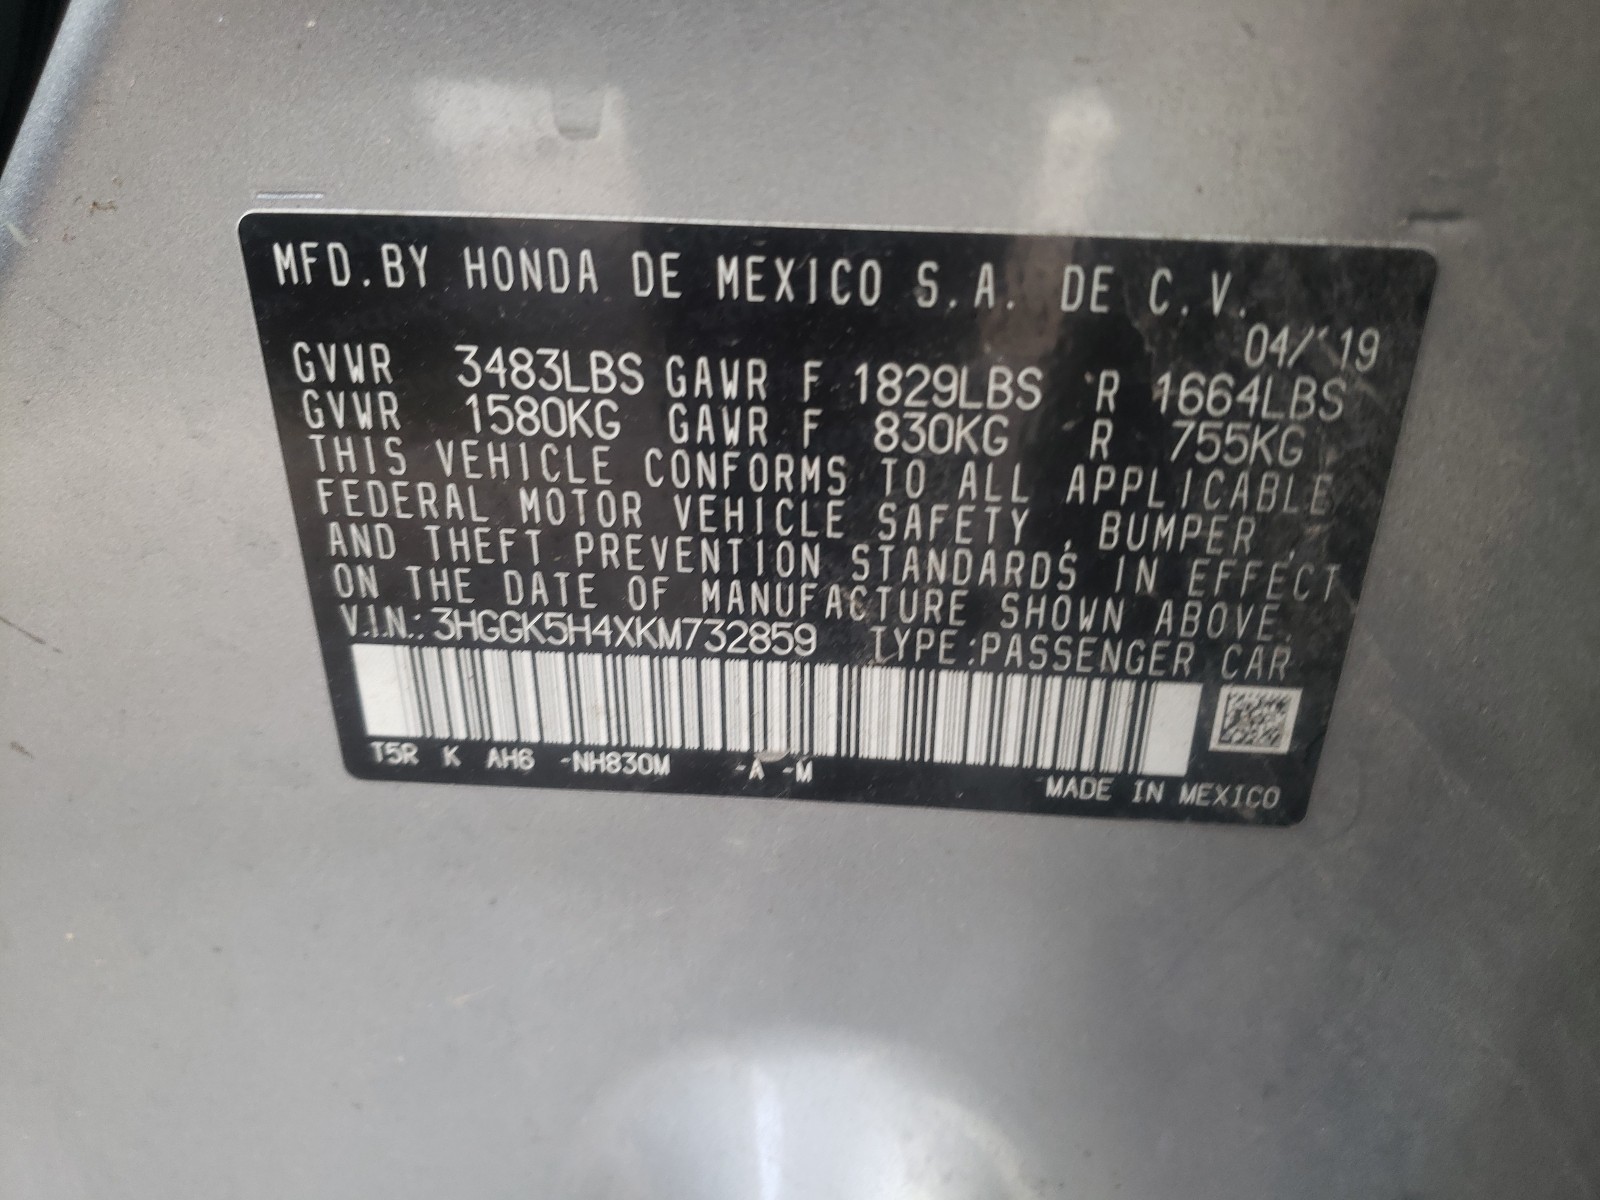 MFD.BY HONDA DE MEXICO S.A. DE C.V.
04/'19
GVWR 3483LBS GAWR F 1829LBS R 1664LBS
GVWR 1580KG GAWR F 830KG R 755KG
THIS VEHICLE CONFORMS TO ALL APPLICABLE
FEDERAL MOTOR VEHICLE SAFETY , BUMPER ,
AND THEFT PREVENTION STANDARDS IN EFFECT
ON THE DATE OF MANUFACTURE SHOWN ABOVE.
V.I.N.: 3HGGK5H4XKM732859 TYPE:PASSENGER CAR
T5R K AH6 -NH830M -A -M
MADE IN MEXICO